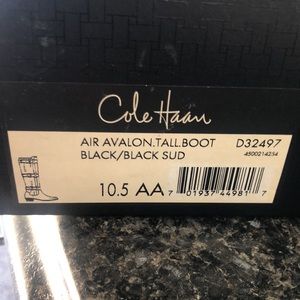 Cole Haan
AIR AVALON.TALL.BOOT D32497
BLACK/BLACK SUD 4500214254
10.5 AA 7 01937 44981 7